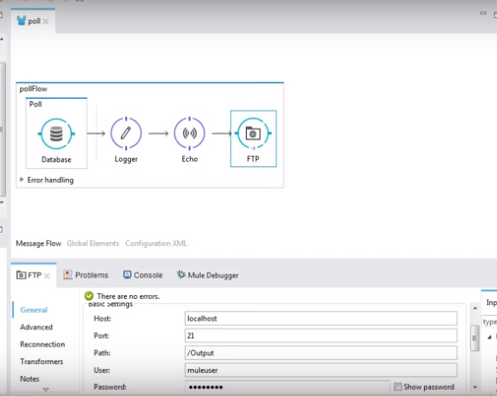 poll
pollFlow
Poll
Database
Logger
Echo
FTP
Error handling
Message Flow Global Elements Configuration XML
FTP Problems Console Mule Debugger
There are no errors.
Basic Settings
General
Advanced
Reconnection
Transformers
Notes
Host: localhost
Port: 21
Path: /Output
User: muleuser
Password: ●●●●●●●● Show password
Inp
type